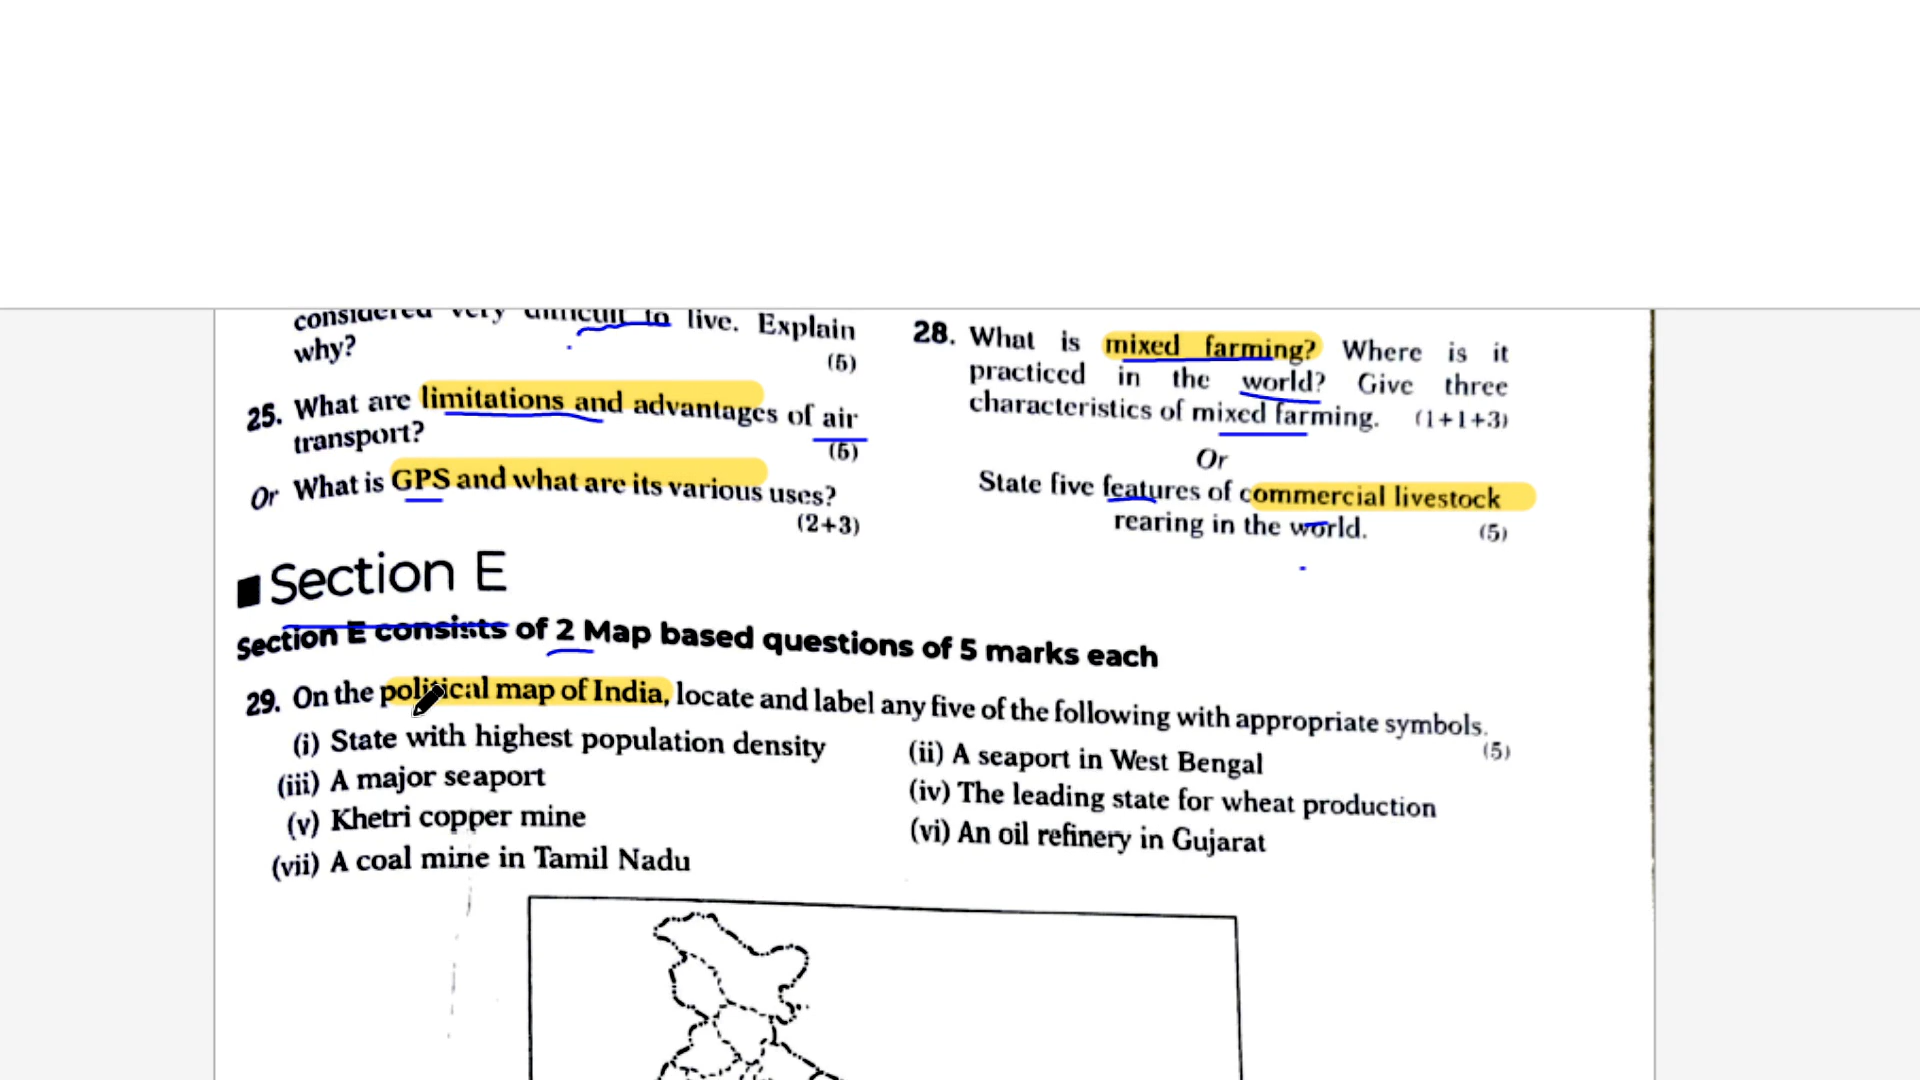 considered very difficult to live. Explain
why?
(5)
25. What are limitations and advantages of air
transport?
(5)
Or What is GPS and what are its various uses?
(2+3)
28. What is mixed farming? Where is it
practiced in the world? Give three
characteristics of mixed farming. (1+1+3)
Or
State five features of commercial livestock
rearing in the world. (5)
Section E
Section E consists of 2 Map based questions of 5 marks each
29. On the political map of India, locate and label any five of the following with appropriate symbols.
(5)
(i) State with highest population density
(ii) A seaport in West Bengal
(iii) A major seaport
(iv) The leading state for wheat production
(v) Khetri copper mine
(vi) An oil refinery in Gujarat
(vii) A coal mine in Tamil Nadu